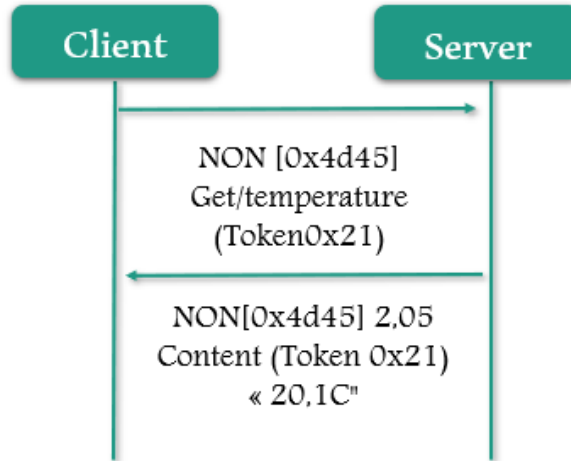 Client
Server
NON [0x4d45]
Get/temperature
(Token0x21)
NON[0x4d45] 2,05
Content (Token 0x21)
« 20,1C"